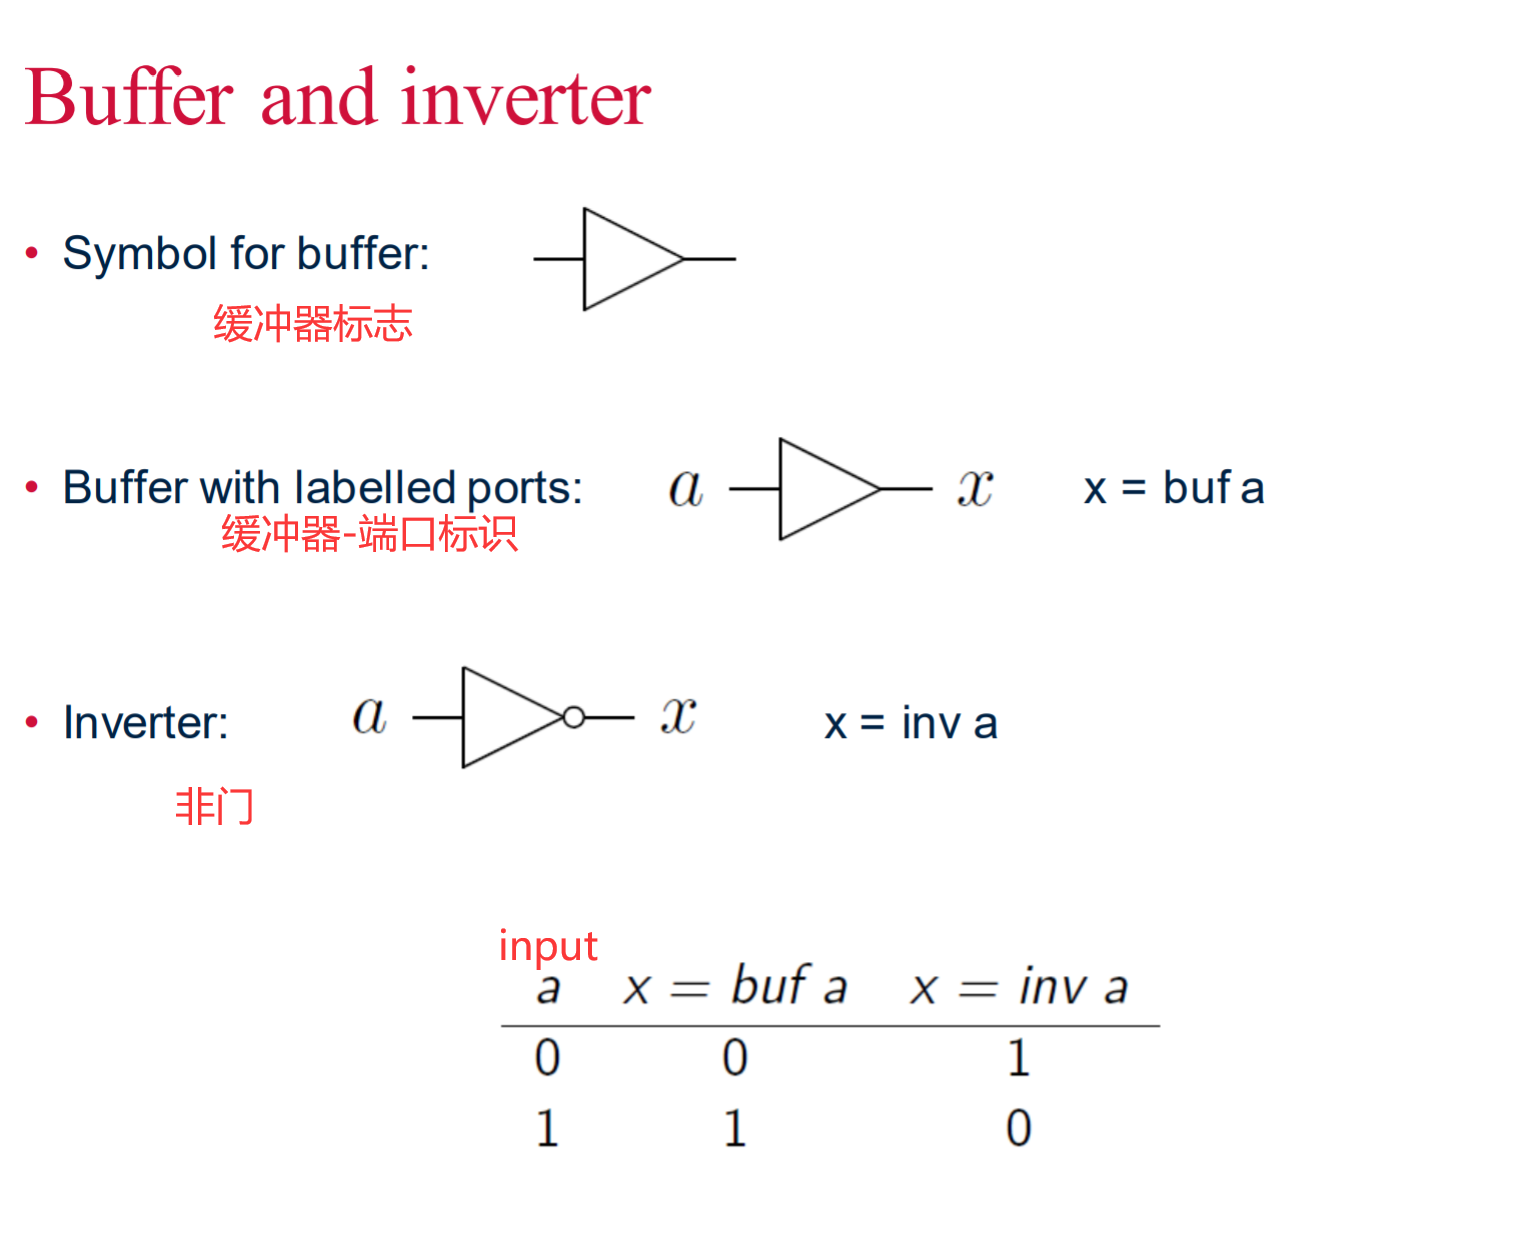 Buffer and inverter
• Symbol for buffer:
缓冲器标志
• Buffer with labelled ports: a x x = buf a
缓冲器-端口标识
• Inverter: a x x = inv a
非门
input
a x = buf a x = inv a
0 0 1
1 1 0